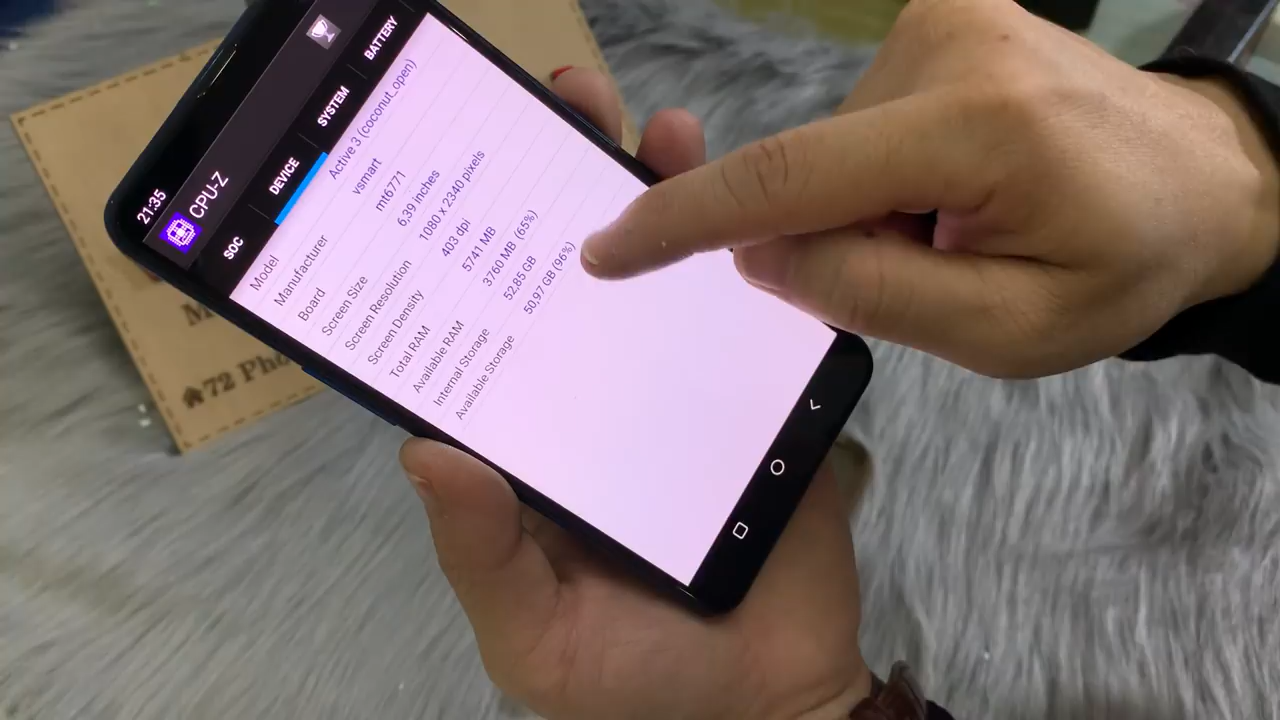 21:35
CPU-Z
SOC DEVICE SYSTEM BATTERY
Model Active 3 (coconut_open)
Manufacturer vsmart
Board mt6771
Screen Size 6,39 inches
Screen Resolution 1080 x 2340 pixels
Screen Density 403 dpi
Total RAM 5741 MB
Available RAM 3760 MB (65%)
Internal Storage 52,85 GB
Available Storage 50,97 GB (96%)
72